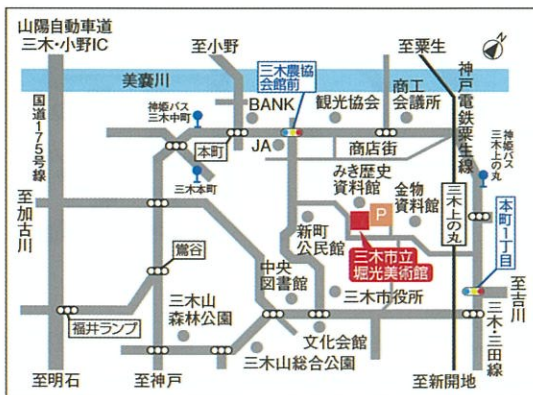 山陽自動車道
三木・小野IC
至小野
至粟生
美嚢川
国道175号線
神姫バス
三木中町
BANK
三木農協
会館前
観光協会
商工
会議所
神戸電鉄粟生線
神姫バス
三木上の丸
本町
JA
商店街
三木本町
みき歴史
資料館
金物
資料館
P
三木上の丸
本町1丁目
至加古川
新町
公民館
三木市立
堀光美術館
鶯谷
中央
図書館
三木市役所
至吉川
三木山
森林公園
福井ランプ
文化会館
三木・三田線
三木山総合公園
至明石
至神戸
至新開地
N